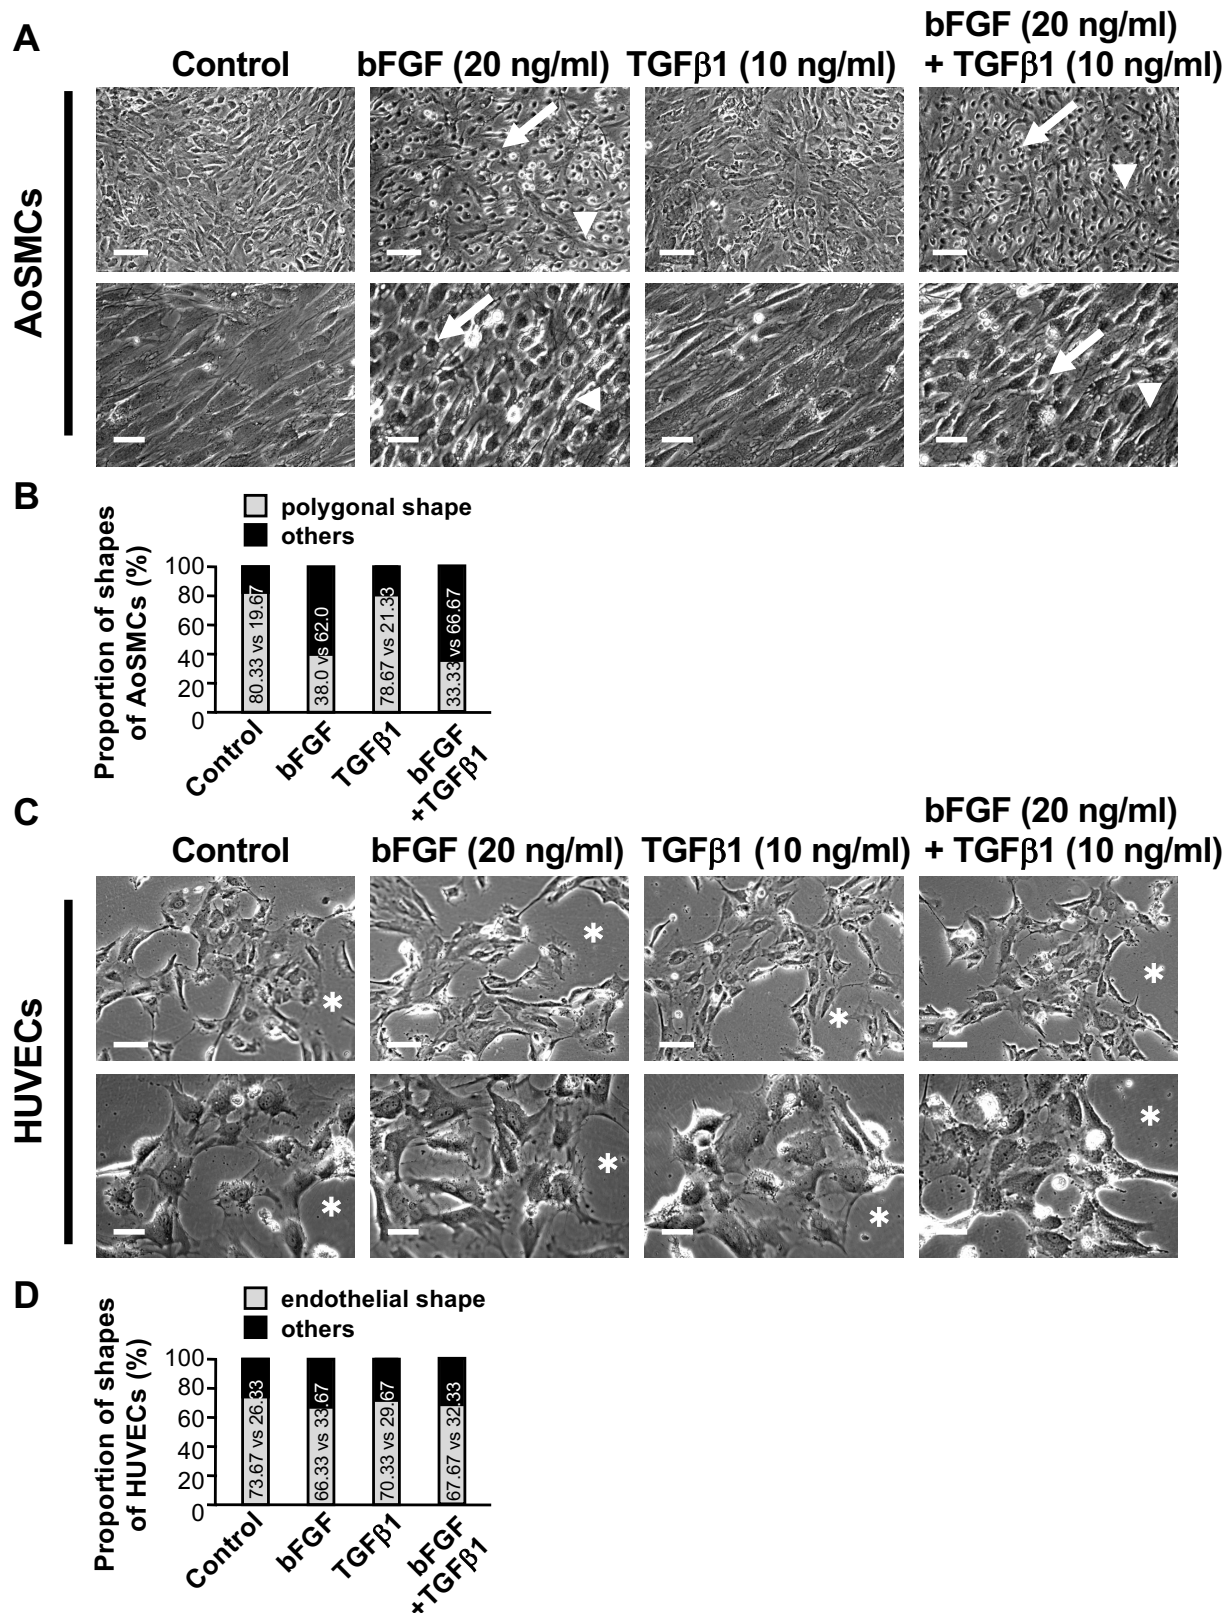 A
Control
bFGF (20 ng/ml)
TGFβ1 (10 ng/ml)
bFGF (20 ng/ml)
+ TGFβ1 (10 ng/ml)
AoSMCs
B
polygonal shape
others
Proportion of shapes
of AoSMCs (%)
100
80
60
40
20
0
80.33 vs 19.67
38.0 vs 62.0
78.67 vs 21.33
33.33 vs 66.67
Control
bFGF
TGFβ1
bFGF
+TGFβ1
C
Control
bFGF (20 ng/ml)
TGFβ1 (10 ng/ml)
bFGF (20 ng/ml)
+ TGFβ1 (10 ng/ml)
HUVECs
*
*
*
*
*
*
*
*
D
endothelial shape
others
Proportion of shapes
of HUVECs (%)
100
80
60
40
20
0
73.67 vs 26.33
66.33 vs 33.67
70.33 vs 29.67
67.67 vs 32.33
Control
bFGF
TGFβ1
bFGF
+TGFβ1